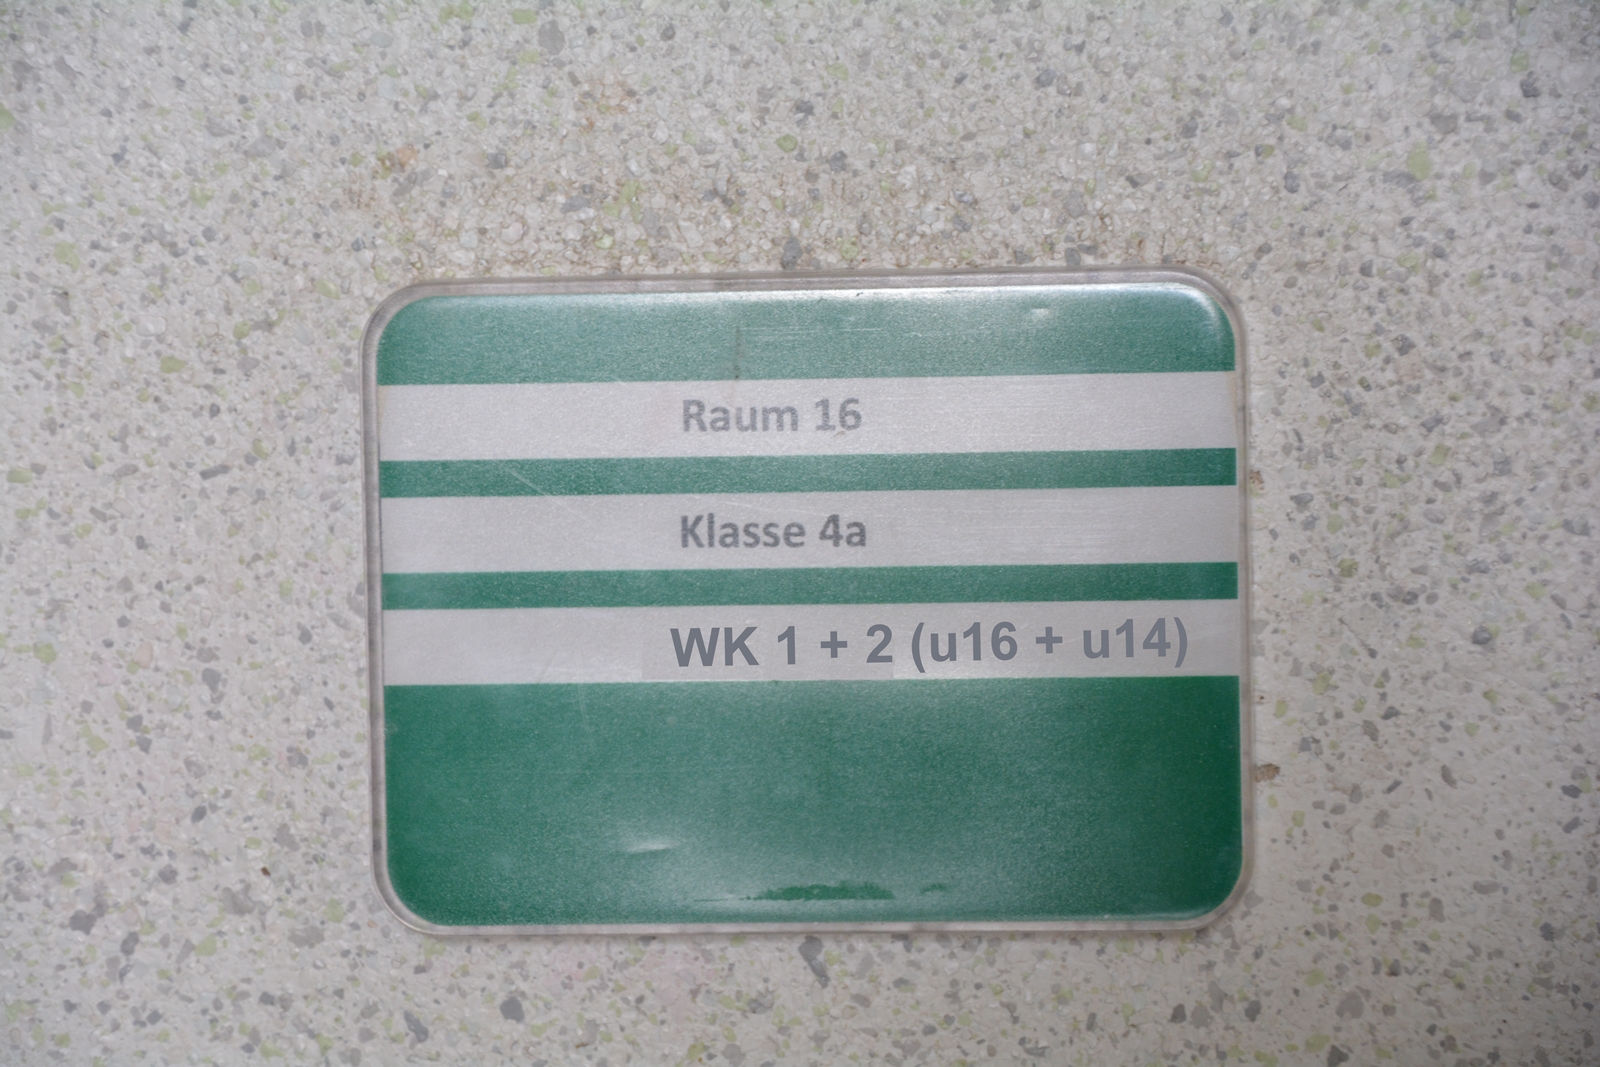 Raum 16
Klasse 4a
WK 1 + 2 (u16 + u14)